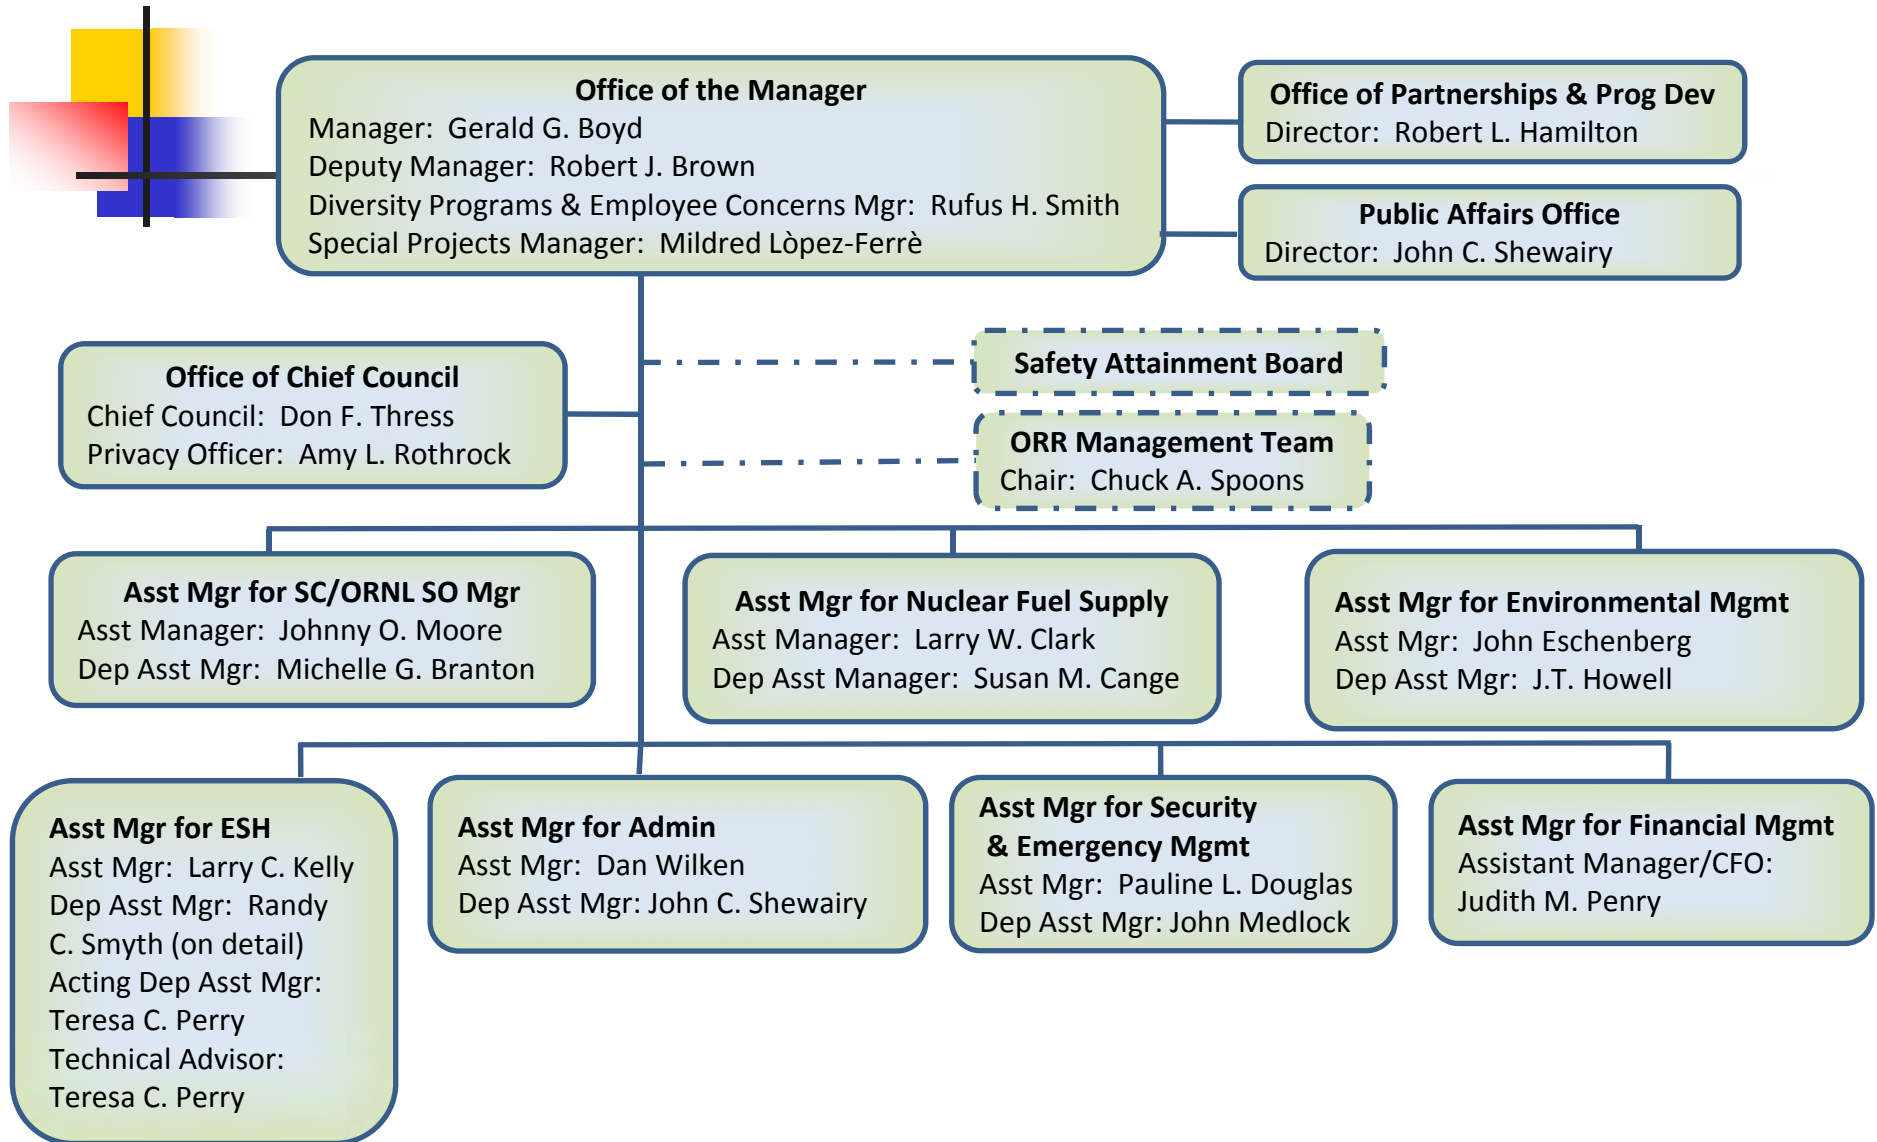 Office of the Manager
Manager: Gerald G. Boyd
Deputy Manager: Robert J. Brown
Diversity Programs & Employee Concerns Mgr: Rufus H. Smith
Special Projects Manager: Mildred Lòpez-Ferrè
Office of Partnerships & Prog Dev
Director: Robert L. Hamilton
Public Affairs Office
Director: John C. Shewairy
Safety Attainment Board
Office of Chief Council
Chief Council: Don F. Thress
Privacy Officer: Amy L. Rothrock
ORR Management Team
Chair: Chuck A. Spoons
Asst Mgr for SC/ORNL SO Mgr
Asst Manager: Johnny O. Moore
Dep Asst Mgr: Michelle G. Branton
Asst Mgr for Nuclear Fuel Supply
Asst Manager: Larry W. Clark
Dep Asst Manager: Susan M. Cange
Asst Mgr for Environmental Mgmt
Asst Mgr: John Eschenberg
Dep Asst Mgr: J.T. Howell
Asst Mgr for ESH
Asst Mgr: Larry C. Kelly
Dep Asst Mgr: Randy
C. Smyth (on detail)
Acting Dep Asst Mgr:
Teresa C. Perry
Technical Advisor:
Teresa C. Perry
Asst Mgr for Admin
Asst Mgr: Dan Wilken
Dep Asst Mgr: John C. Shewairy
Asst Mgr for Security
& Emergency Mgmt
Asst Mgr: Pauline L. Douglas
Dep Asst Mgr: John Medlock
Asst Mgr for Financial Mgmt
Assistant Manager/CFO:
Judith M. Penry